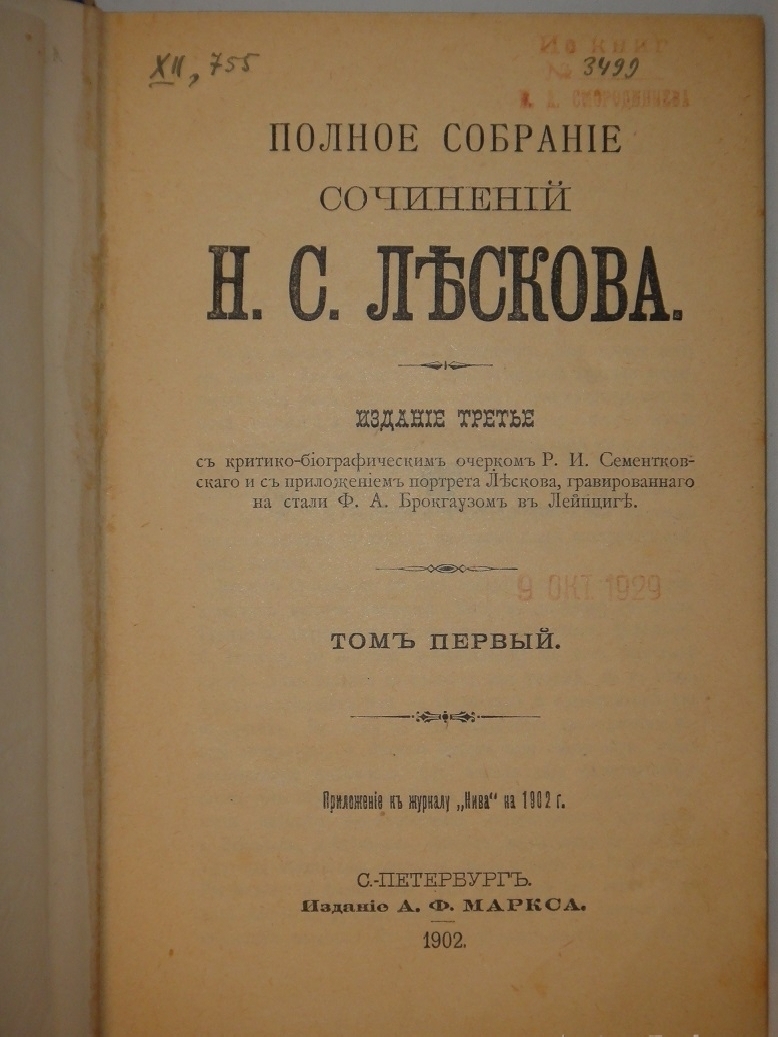 XII, 755
Из книг
№ 3499
ПОЛНОЕ СОБРАНІЕ
СОЧИНЕНІЙ
Н. С. ЛѢСКОВА.
ИЗДАНІЕ ТРЕТЬЕ
съ критико-біографическимъ очеркомъ Р. И. Сементков-
скаго и съ приложеніемъ портрета Лѣскова, гравированнаго
на стали Ф. А. Брокгаузомъ въ Лейпцигѣ.
9 ОКТ 1929
ТОМЪ ПЕРВЫЙ.
Приложеніе къ журналу „Нива“ на 1902 г.
С.-ПЕТЕРБУРГЪ.
Изданіе А. Ф. МАРКСА.
1902.